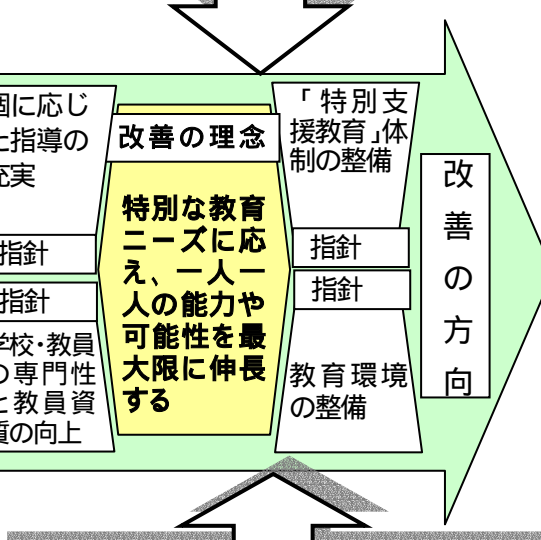 個に応じ
た指導の
充実
指針
指針
学校・教員
の専門性
と教員資
質の向上
改善の理念
特別な教育
ニーズに応
え、一人一
人の能力や
可能性を最
大限に伸長
する
「特別支
援教育」体
制の整備
指針
指針
教育環境
の整備
改
善
の
方
向